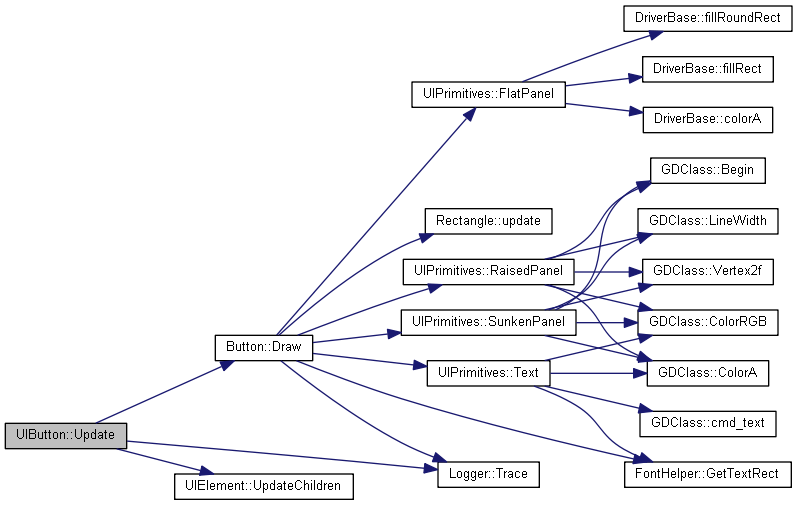 DriverBase::fillRoundRect
DriverBase::fillRect
UIPrimitives::FlatPanel
DriverBase::colorA
GDClass::Begin
Rectangle::update
GDClass::LineWidth
UIPrimitives::RaisedPanel
GDClass::Vertex2f
UIPrimitives::SunkenPanel
GDClass::ColorRGB
Button::Draw
UIPrimitives::Text
GDClass::ColorA
GDClass::cmd_text
UIButton::Update
Logger::Trace
FontHelper::GetTextRect
UIElement::UpdateChildren